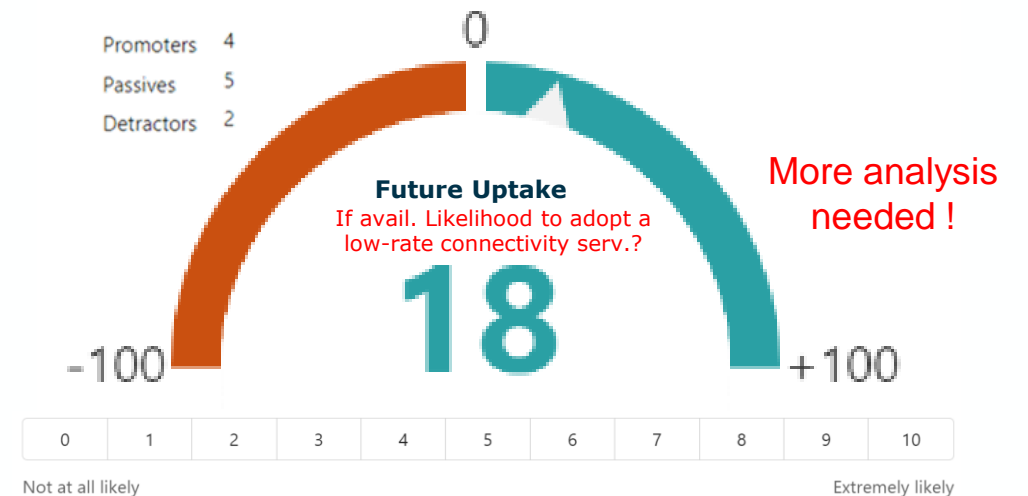 0
Promoters 4
Passives 5
Detractors 2
More analysis
needed !
Future Uptake
If avail. Likelihood to adopt a
low-rate connectivity serv.?
18
-100
+100
0 1 2 3 4 5 6 7 8 9 10
Not at all likely
Extremely likely